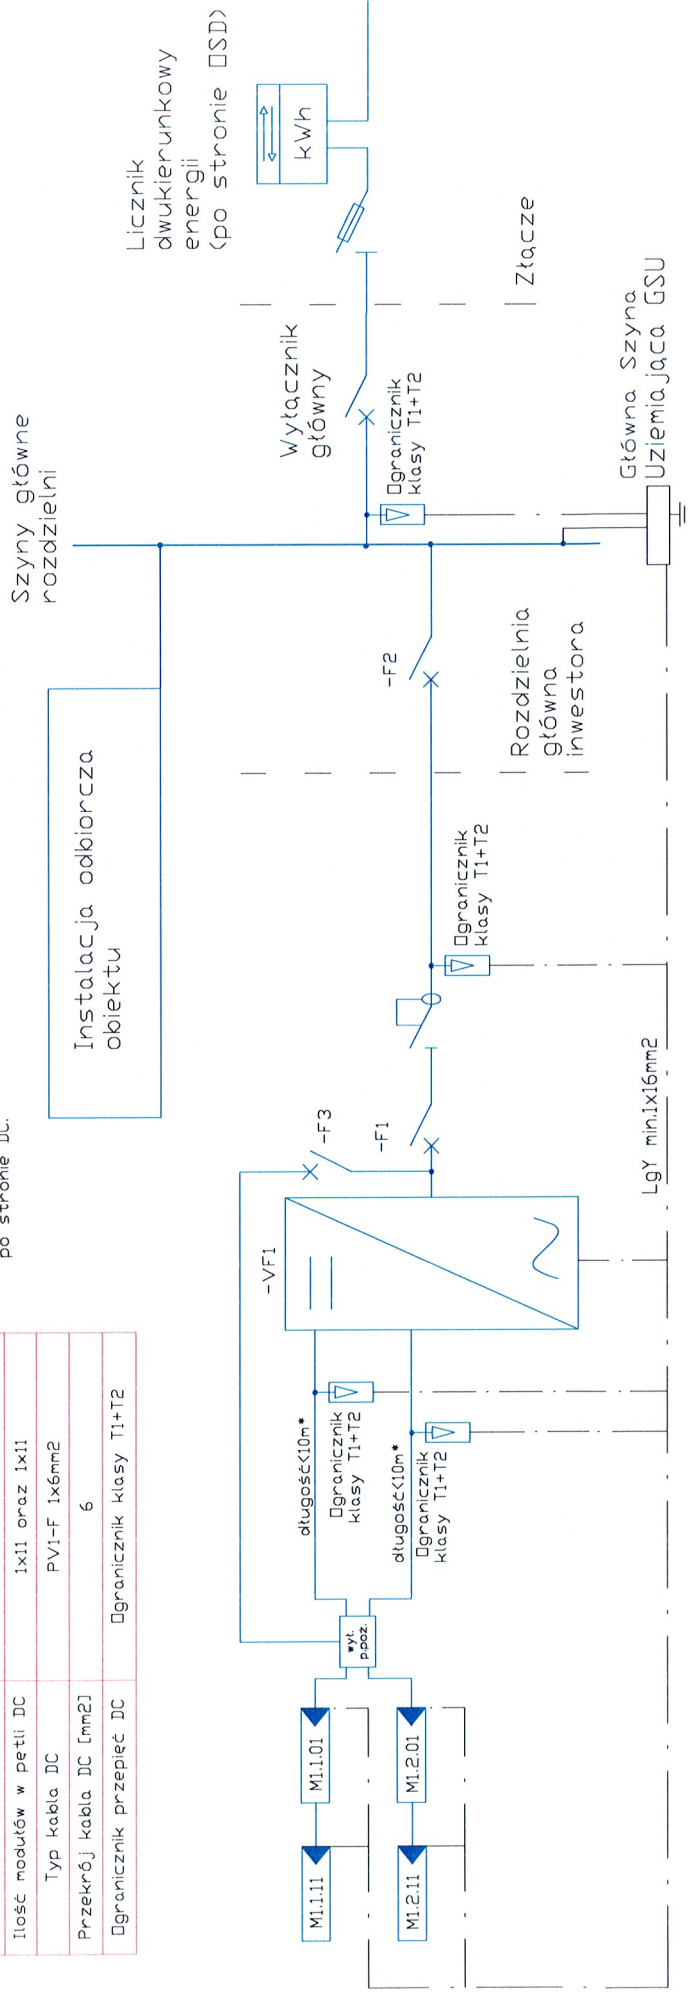 po stronie DC.
Ilość modułów w pętli DC 1x11 oraz 1x11
Typ kabla DC PV1-F 1x6mm2
Przekrój kabla DC [mm2] 6
Ogranicznik przepięć DC Ogranicznik klasy T1+T2
Instalacja odbiorcza
obiektu
Szyny główne
rozdzielni
Licznik
dwukierunkowy
energii
(po stronie OSD)
kWh
Wyłącznik
główny
Złącze
Ogranicznik
klasy T1+T2
Główna Szyna
Uziemiająca GSU
-F2
Rozdzielnia
główna
inwestora
Ogranicznik
klasy T1+T2
-F3
-F1
-VF1
LgY min.1x16mm2
długość<10m*
Ogranicznik
klasy T1+T2
długość<10m*
Ogranicznik
klasy T1+T2
wył.
p.poż.
M1.1.11
M1.1.01
M1.2.11
M1.2.01